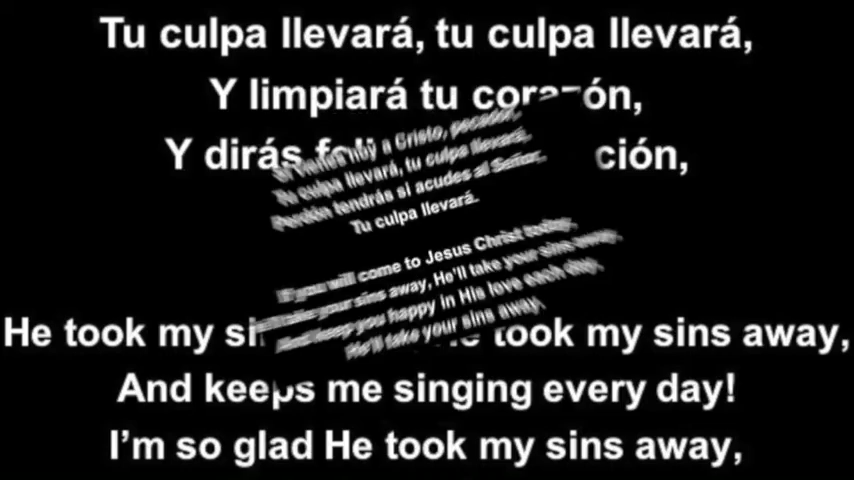 Tu culpa llevará, tu culpa llevará,
Y limpiará tu corazón,
Y dirás ción,
hoy a Cristo, pecador,
Tu culpa llevará, tu culpa llevará.
Perdón tendrás si acudes al Señor.
Tu culpa llevará.
If you will come to Jesus Christ today,
your sins away, He'll take your sins away.
And keep you happy in His love each day.
He'll take your sins away.
He took my took my sins away,
And keeps me singing every day!
I'm so glad He took my sins away,